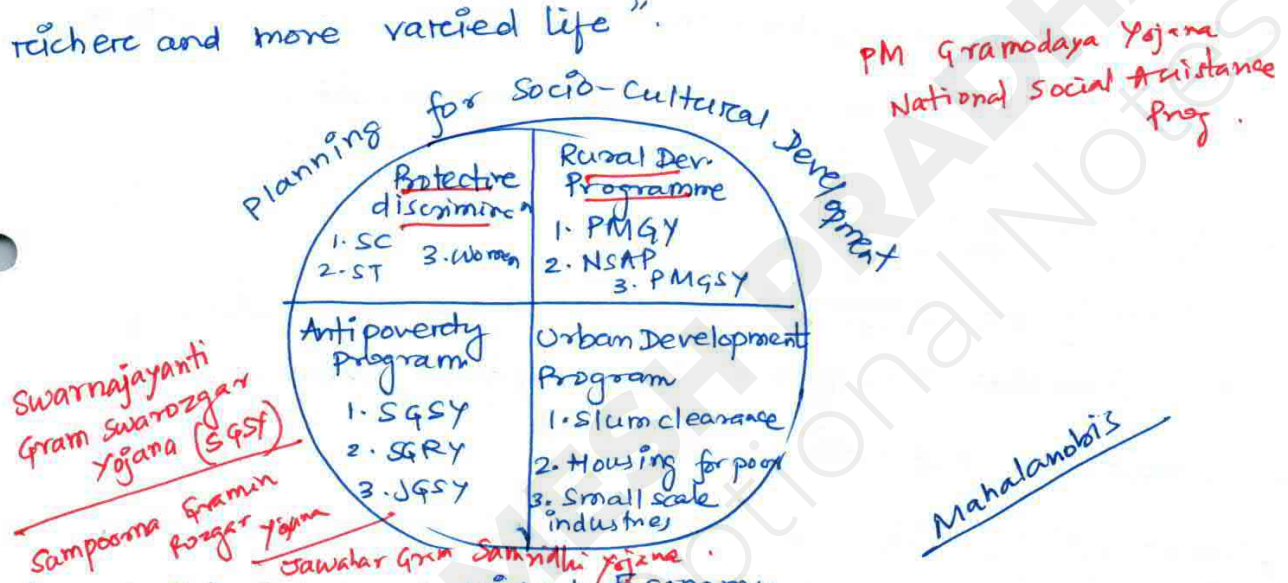 richere and more varcied life".
PM Gramodaya Yojana
National Social Assistance
Prog.
Planning for Socio-Cultural Development
Protective
discriminc^n
1. SC
2. ST
3. Women
Rural Dev.
Programme
1. PMGY
2. NSAP
3. PMGSY
Antipoverty
Program
1. SGSY
2. SGRY
3. JGSY
Urban Development
Program
1. Slum clearance
2. Housing for poor
3. Small scale
industries
Swarnajayanti
Gram Swarozgar
Yojana (SGSY)
Sampoorna Gramin
Rozgar Yojana
Jawahar Gram Samridhi Yojana.
Mahalanobis